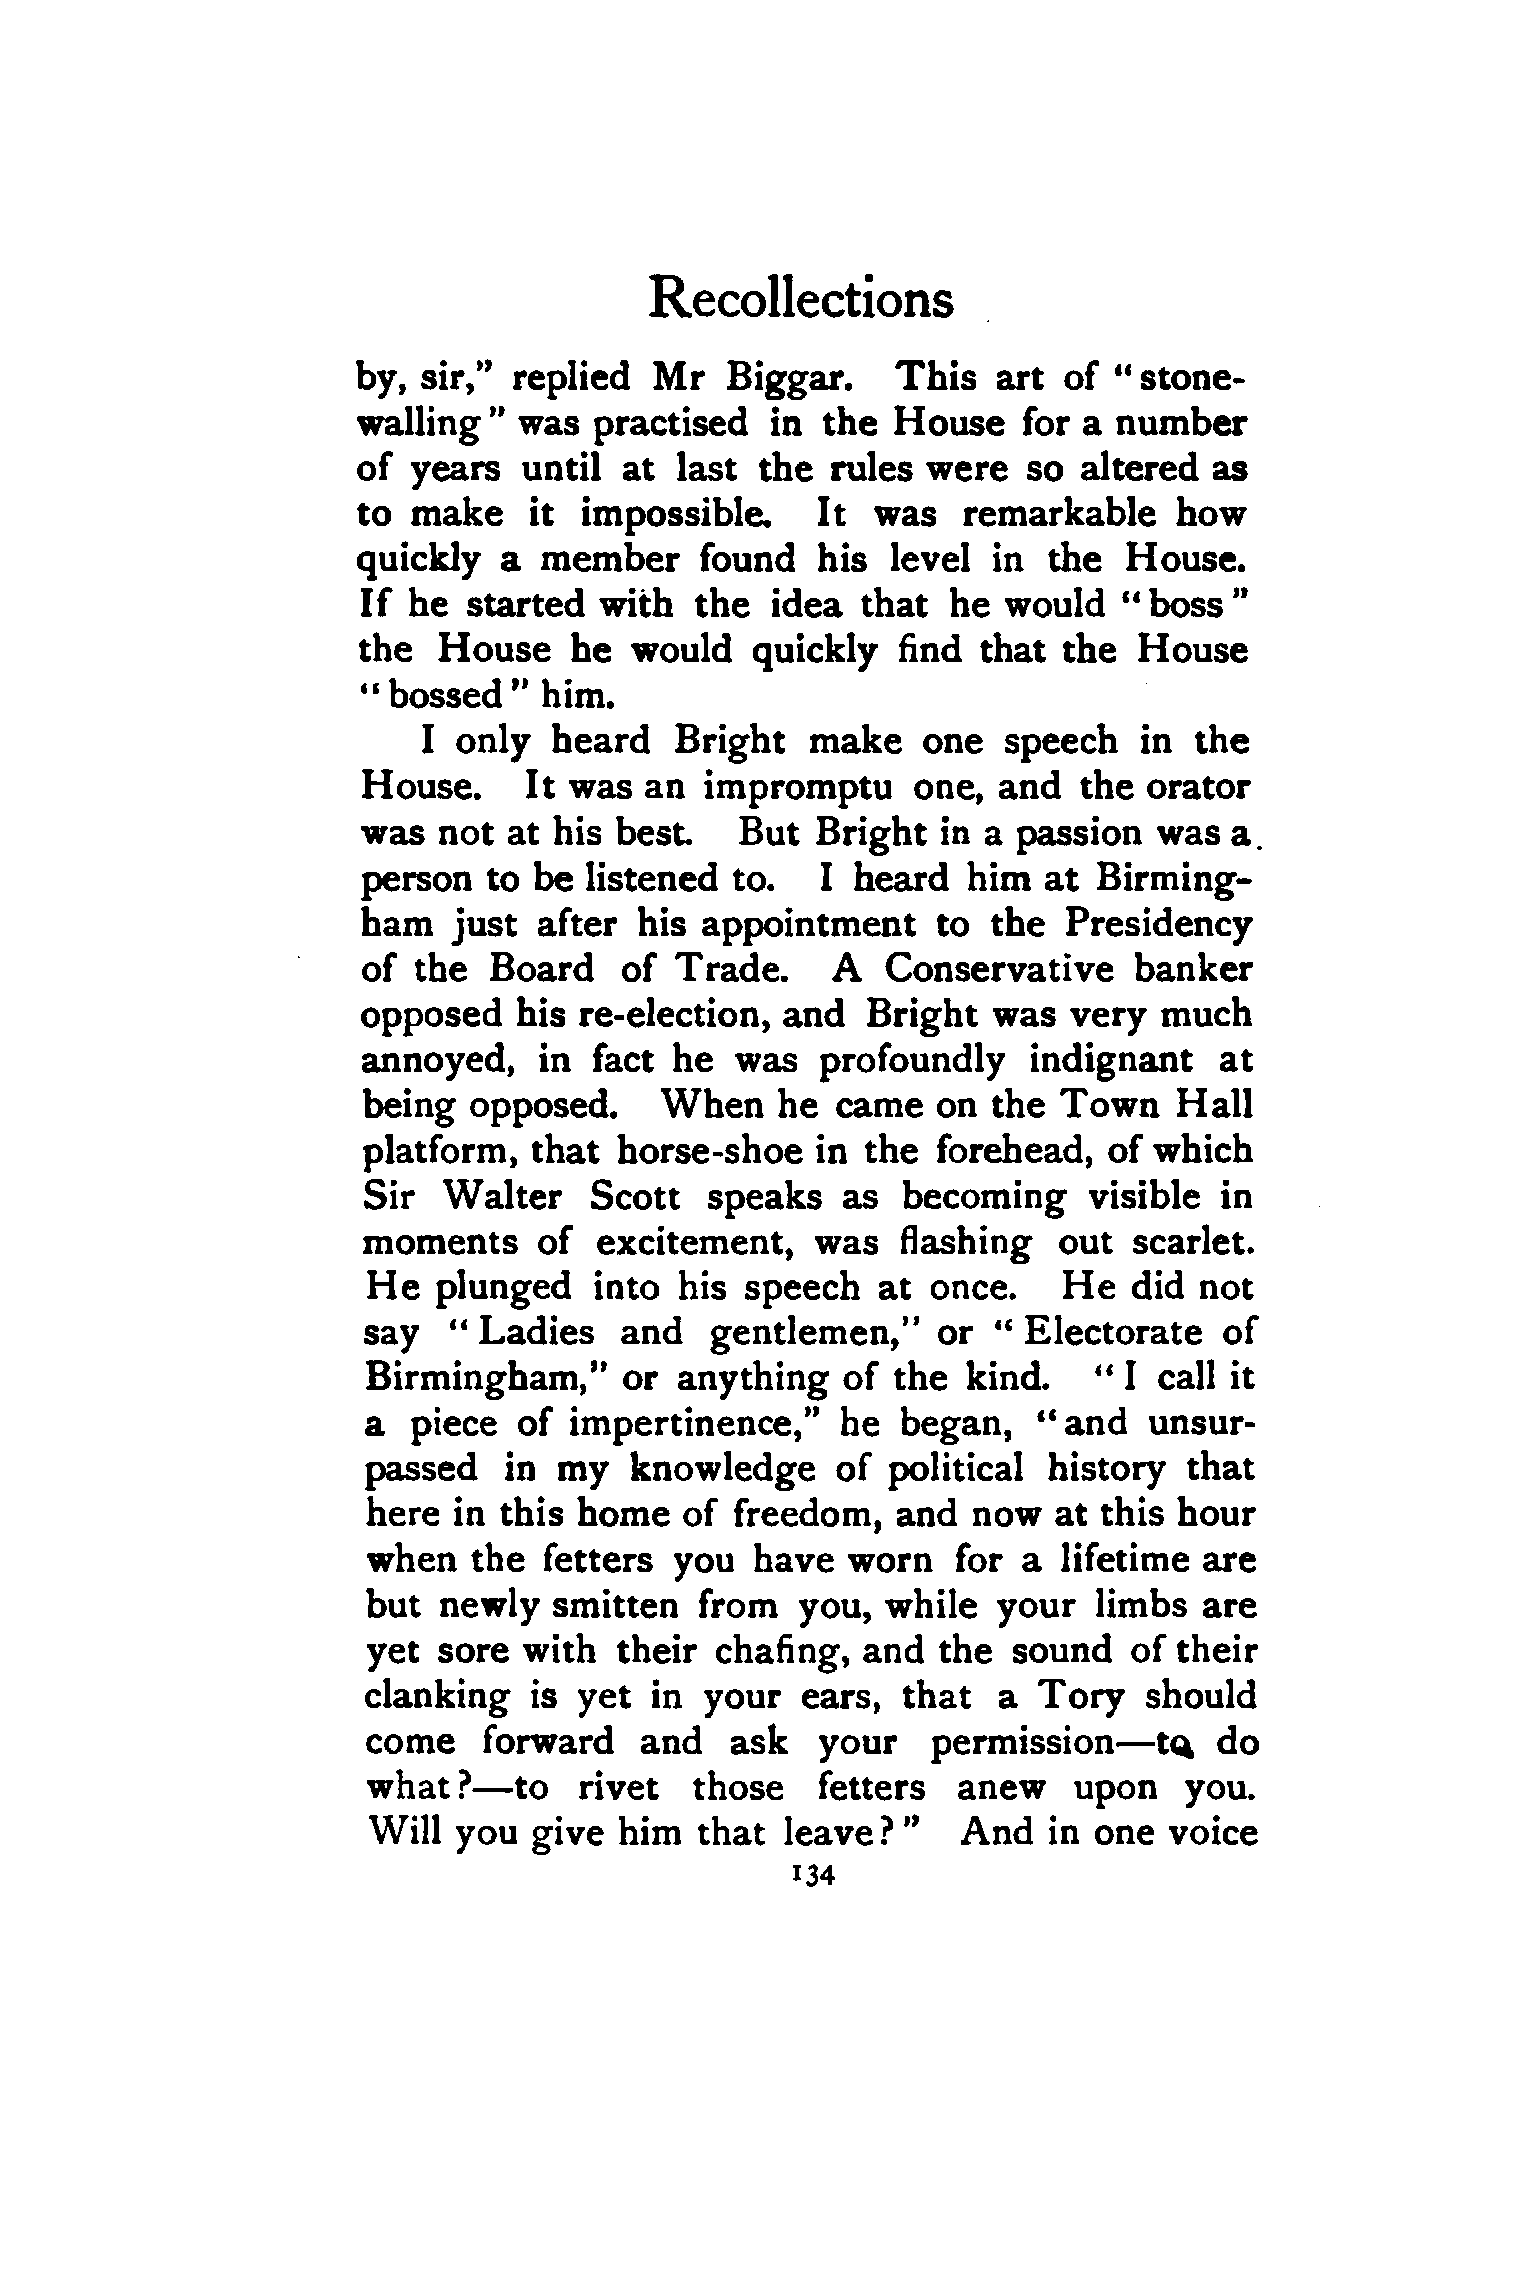 Recollections
by, sir,” replied Mr Biggar. This art of “stone-
walling” was practised in the House for a number
of years until at last the rules were so altered as
to make it impossible. It was remarkable how
quickly a member found his level in the House.
If he started with the idea that he would “boss”
the House he would quickly find that the House
“bossed” him.
I only heard Bright make one speech in the
House. It was an impromptu one, and the orator
was not at his best. But Bright in a passion was a
person to be listened to. I heard him at Birming-
ham just after his appointment to the Presidency
of the Board of Trade. A Conservative banker
opposed his re-election, and Bright was very much
annoyed, in fact he was profoundly indignant at
being opposed. When he came on the Town Hall
platform, that horse-shoe in the forehead, of which
Sir Walter Scott speaks as becoming visible in
moments of excitement, was flashing out scarlet.
He plunged into his speech at once. He did not
say “Ladies and gentlemen,” or “Electorate of
Birmingham,” or anything of the kind. “I call it
a piece of impertinence,” he began, “and unsur-
passed in my knowledge of political history that
here in this home of freedom, and now at this hour
when the fetters you have worn for a lifetime are
but newly smitten from you, while your limbs are
yet sore with their chafing, and the sound of their
clanking is yet in your ears, that a Tory should
come forward and ask your permission—to do
what?—to rivet those fetters anew upon you.
Will you give him that leave?” And in one voice
134